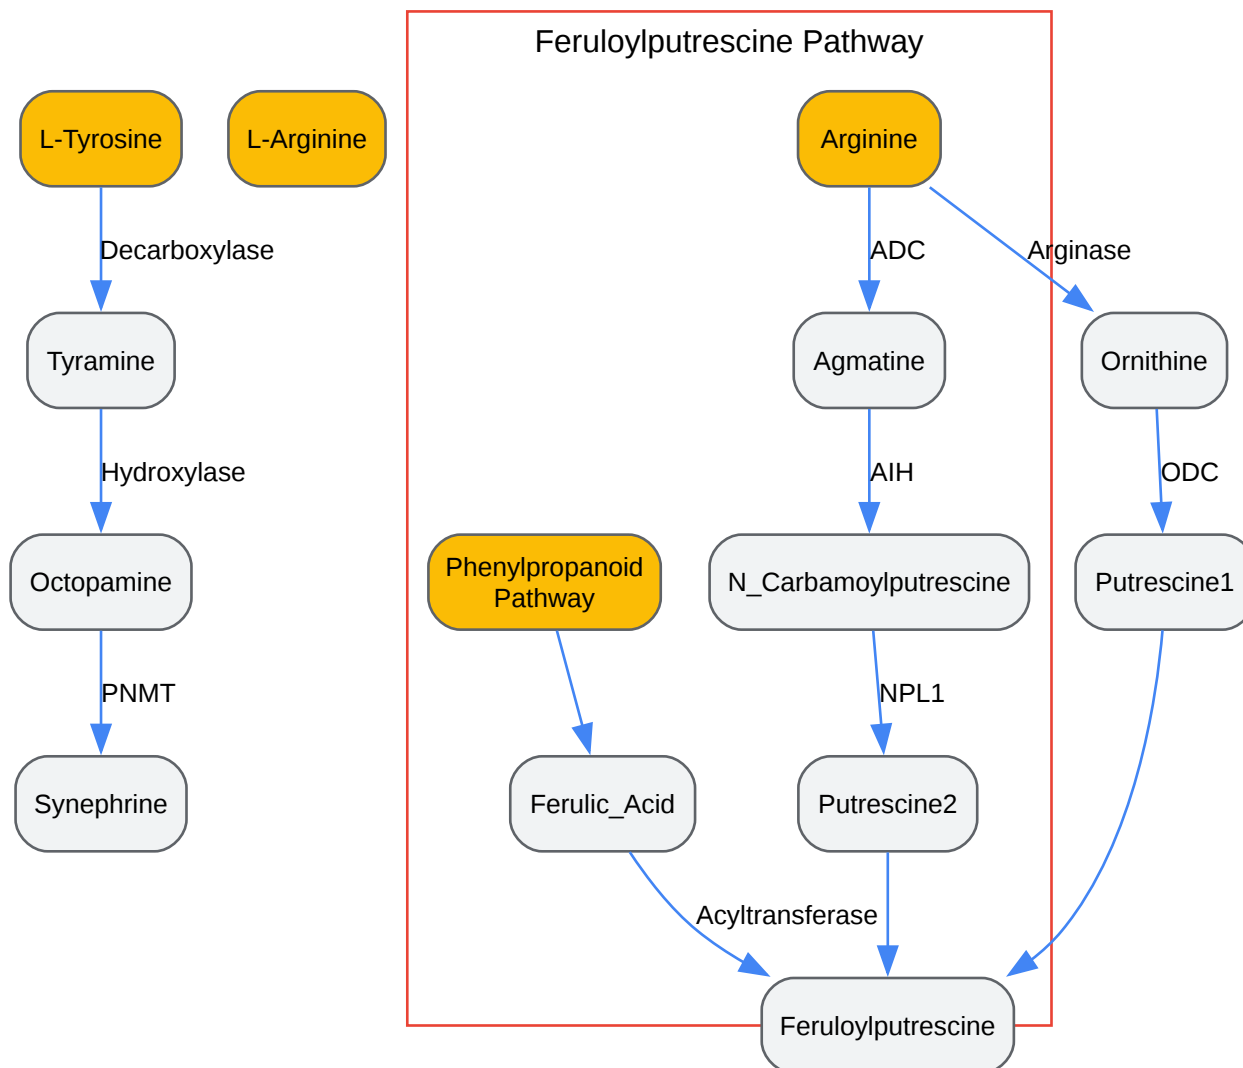 Feruloylputrescine Pathway
L-Tyrosine
L-Arginine
Arginine
Decarboxylase
ADC
Arginase
Tyramine
Agmatine
Ornithine
Hydroxylase
AIH
ODC
Octopamine
Phenylpropanoid
Pathway
N_Carbamoylputrescine
Putrescine1
PNMT
NPL1
Synephrine
Ferulic_Acid
Putrescine2
Acyltransferase
Feruloylputrescine